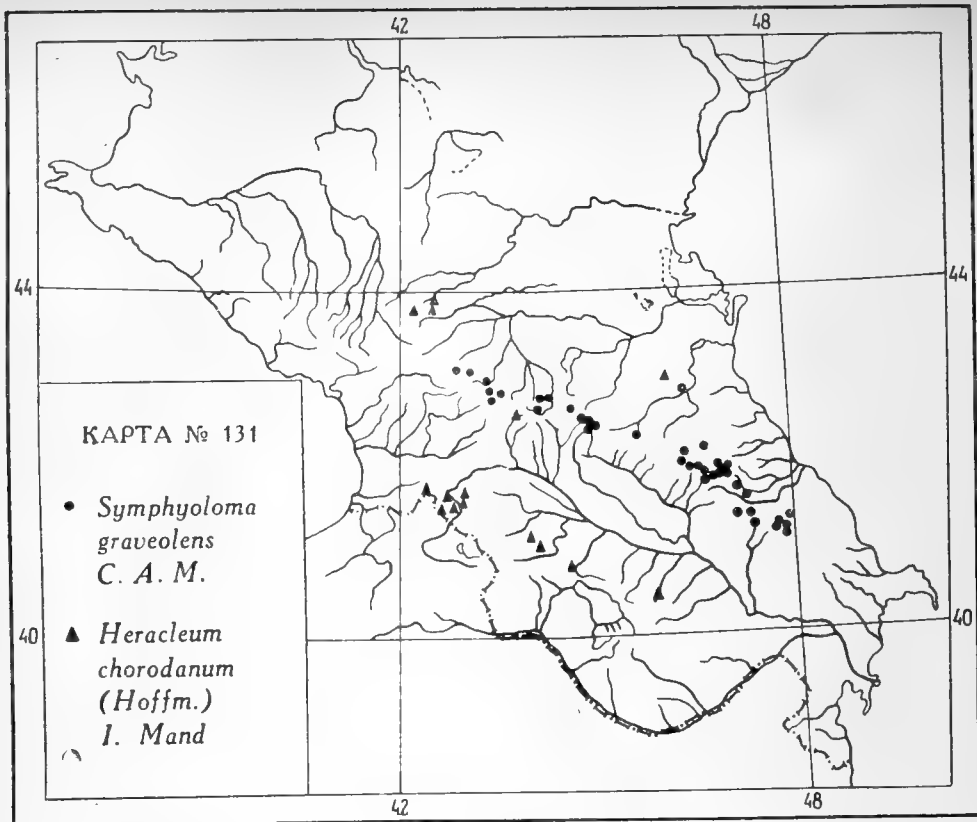 42 48
44 44
КАРТА № 131
Symphyoloma
graveolens
C. A. M.
40 40
Heracleum
chorodanum
(Hoffm.)
I. Mand
42 48